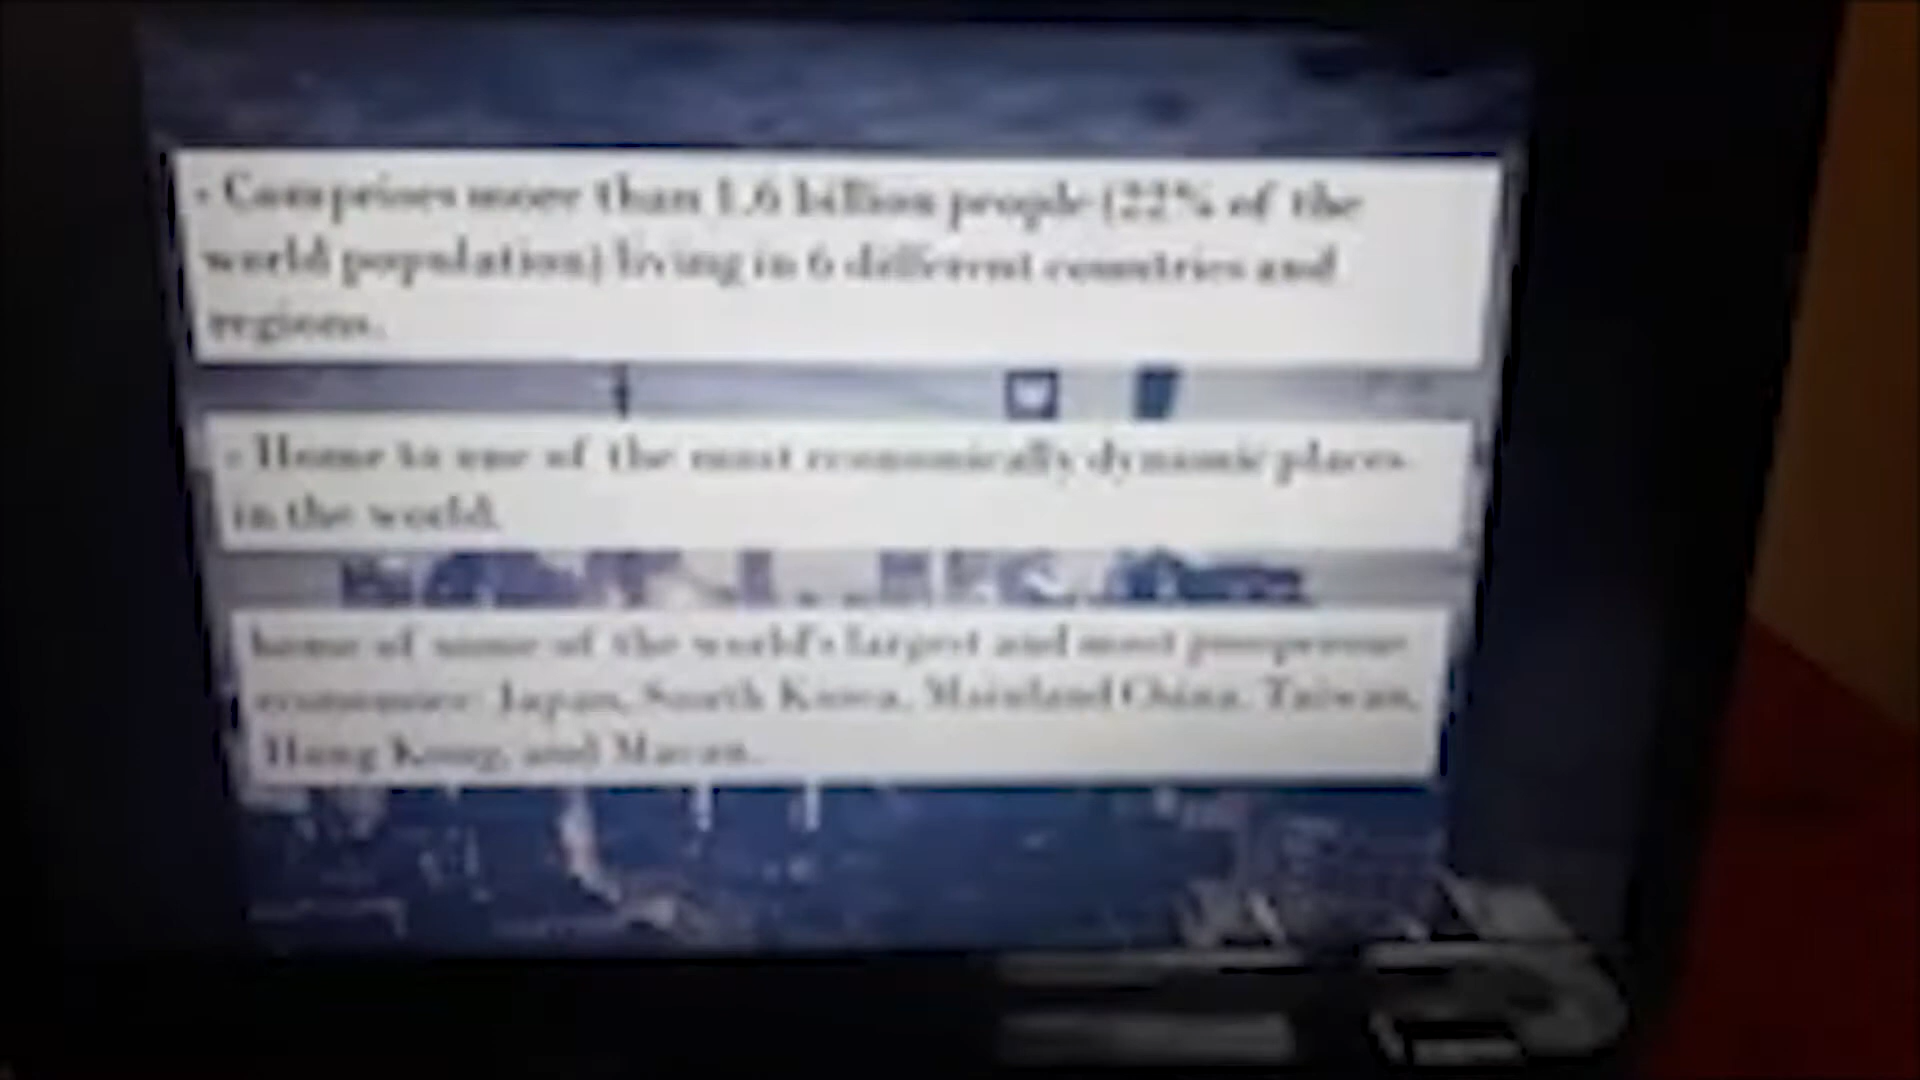 - Comprises more than 1.6 billion people (22% of the
world population) living in 6 different countries and
regions.
- Home to one of the most economically dynamic places
in the world.
home of some of the world's largest and most prosperous
economies: Japan, South Korea, Mainland China, Taiwan,
Hong Kong, and Macau.